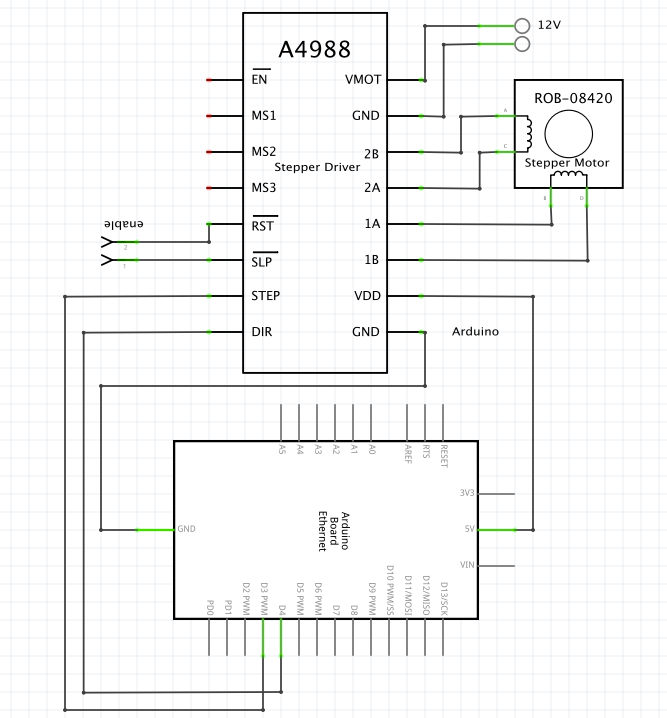 A4988
12V
EN
VMOT
ROB-08420
MS1
GND
A
MS2
2B
C
Stepper Motor
Stepper Driver
MS3
2A
B
D
enable
RST
1A
2
SLP
1B
1
STEP
VDD
DIR
GND
Arduino
A5
A4
A3
A2
A1
A0
AREF
RTS
RESET
3V3
GND
Arduino
Board
Ethernet
5V
VIN
PD0
PD1
D2 PWM
D3 PWM
D4
D5 PWM
D6 PWM
D7
D8
D9 PWM
D10 PWM/SS
D11/MOSI
D12/MISO
D13/SCK